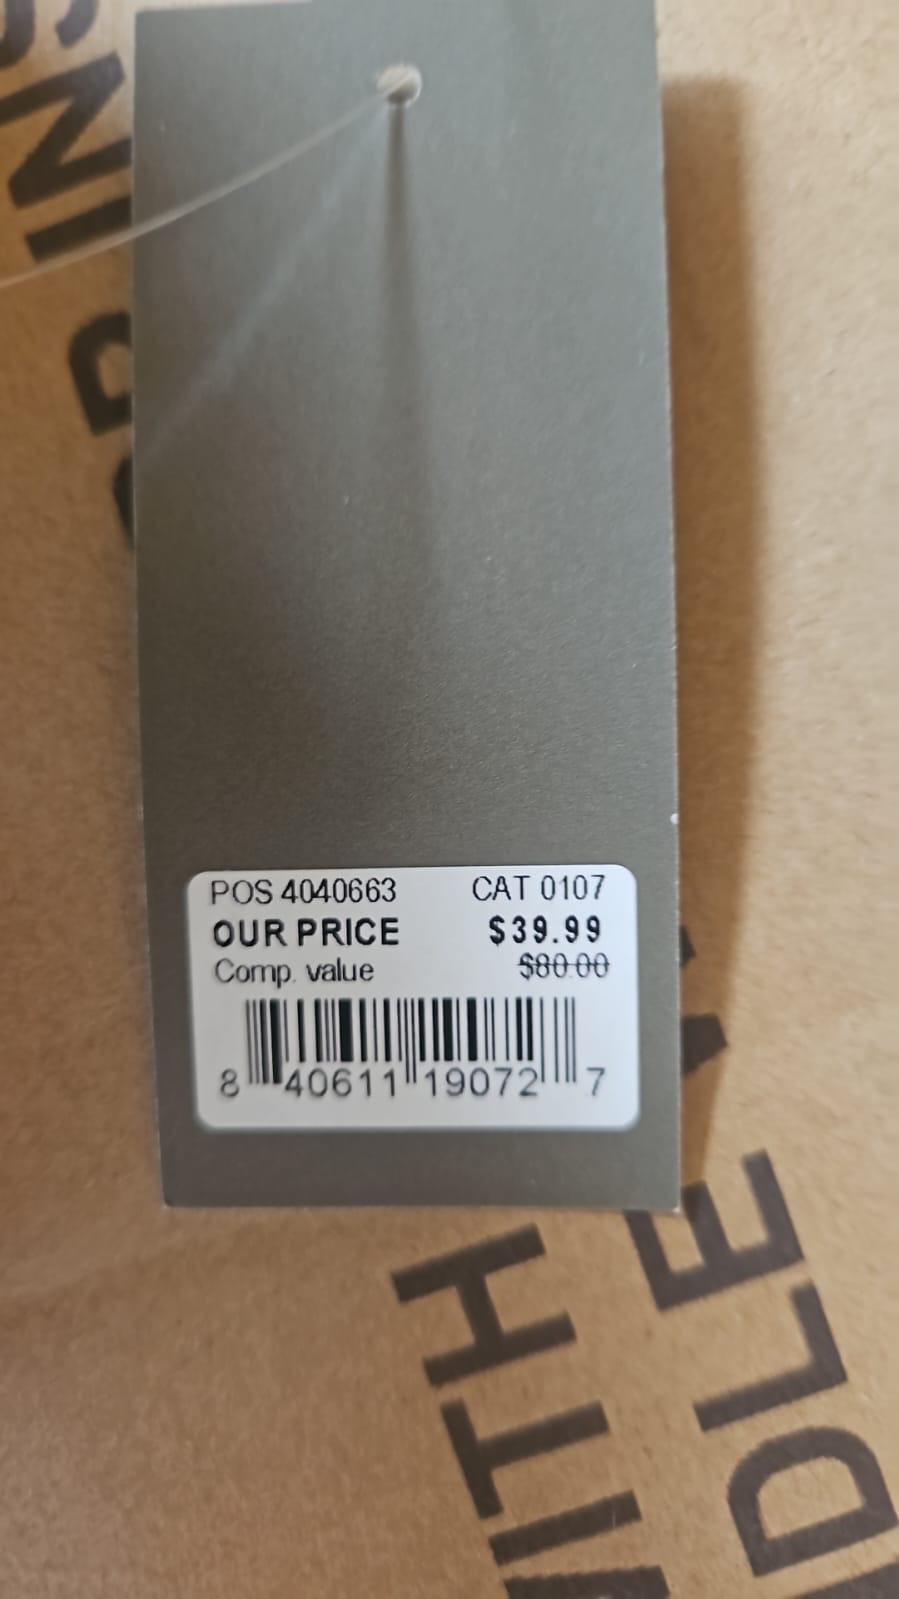 POS 4040663 CAT 0107
OUR PRICE $39.99
Comp. value $80.00
8 40611 19072 7